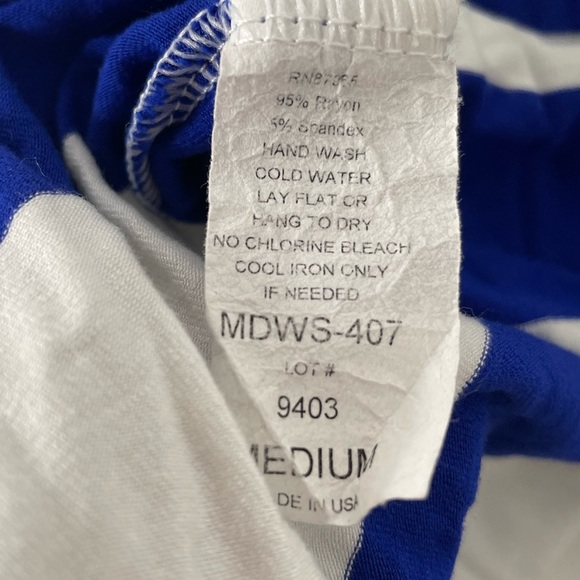 95% Rayon
5% Spandex
HAND WASH
COLD WATER
LAY FLAT OR
HANG TO DRY
NO CHLORINE BLEACH
COOL IRON ONLY
IF NEEDED
MDWS-407
LOT #
9403
MEDIUM
DE IN USA